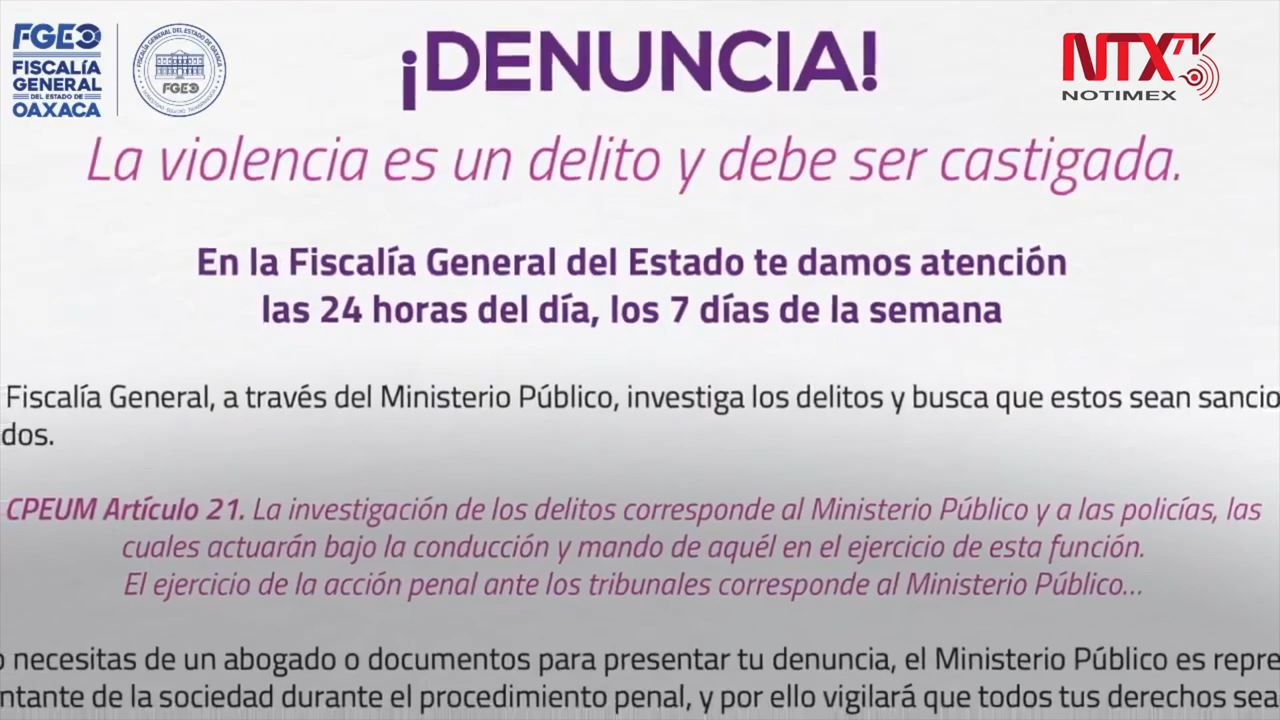 FGEO
FISCALÍA
GENERAL
DEL ESTADO DE
OAXACA
FISCALÍA GENERAL DEL ESTADO DE OAXACA
FGEO
¡DENUNCIA!
NTX
NOTIMEX
La violencia es un delito y debe ser castigada.
En la Fiscalía General del Estado te damos atención
las 24 horas del día, los 7 días de la semana
Fiscalía General, a través del Ministerio Público, investiga los delitos y busca que estos sean sancio
dos.
CPEUM Artículo 21. La investigación de los delitos corresponde al Ministerio Público y a las policías, las
cuales actuarán bajo la conducción y mando de aquél en el ejercicio de esta función.
El ejercicio de la acción penal ante los tribunales corresponde al Ministerio Público...
o necesitas de un abogado o documentos para presentar tu denuncia, el Ministerio Público es repre
ntante de la sociedad durante el procedimiento penal, y por ello vigilará que todos tus derechos sea